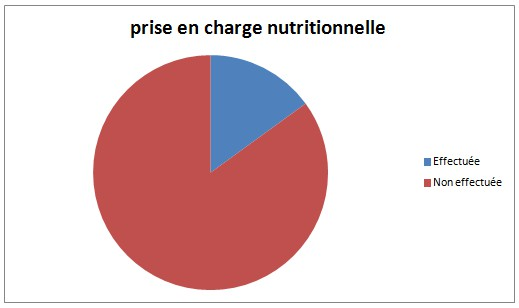 prise en charge nutritionnelle
Effectuée
Non effectuée